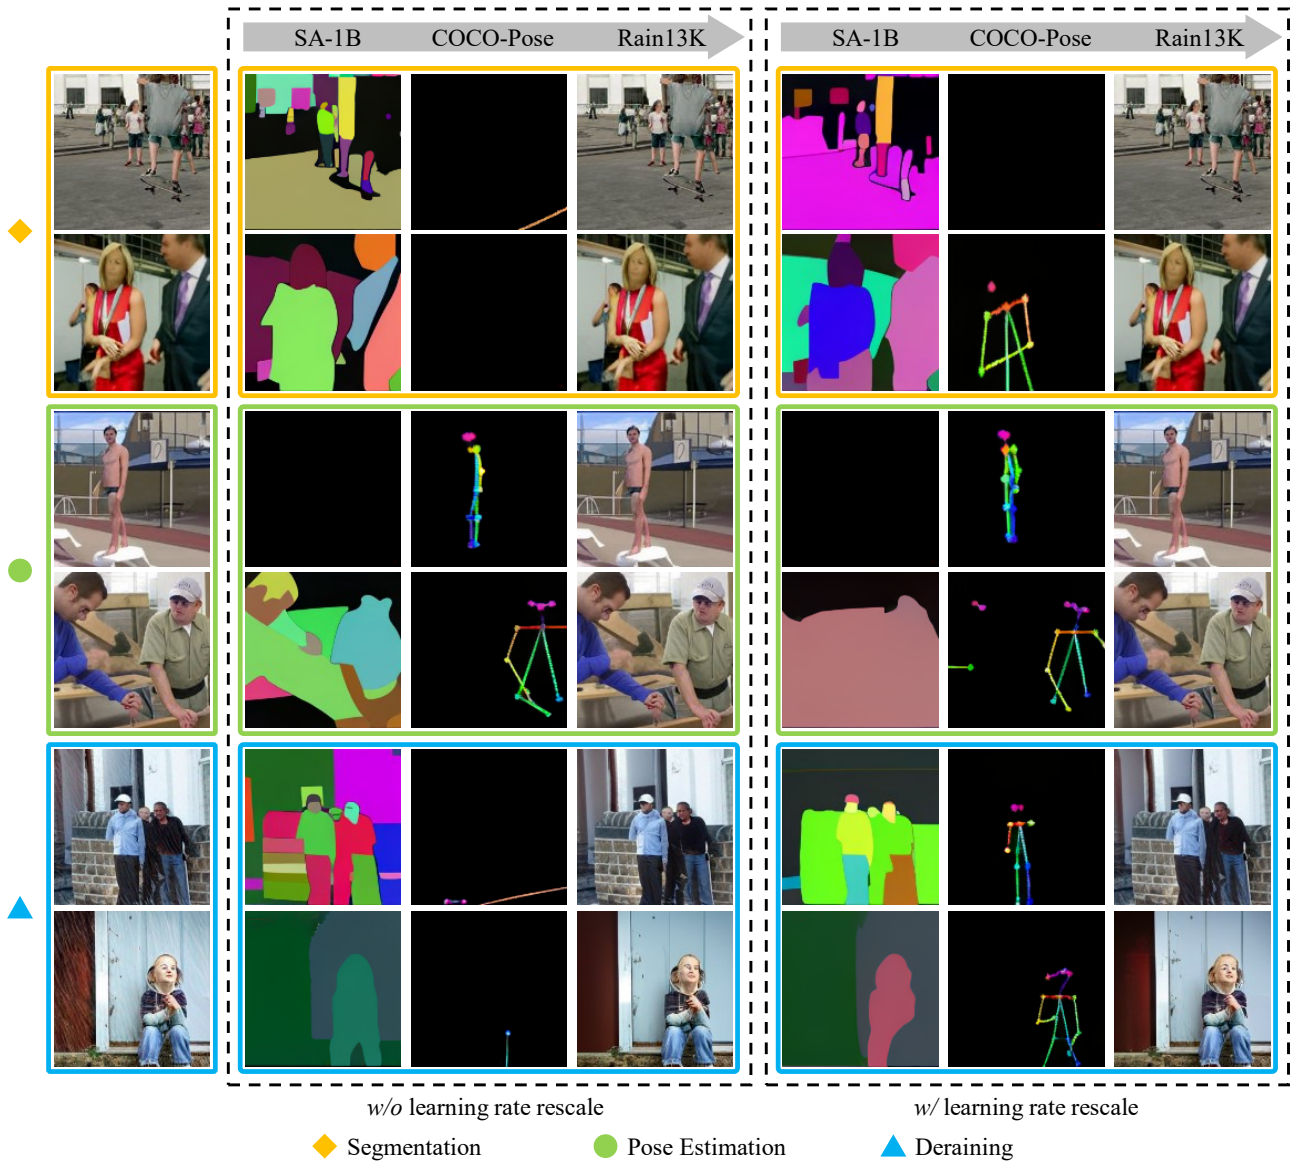 SA-1B COCO-Pose Rain13K SA-1B COCO-Pose Rain13K
w/o learning rate rescale w/ learning rate rescale
Segmentation Pose Estimation Deraining